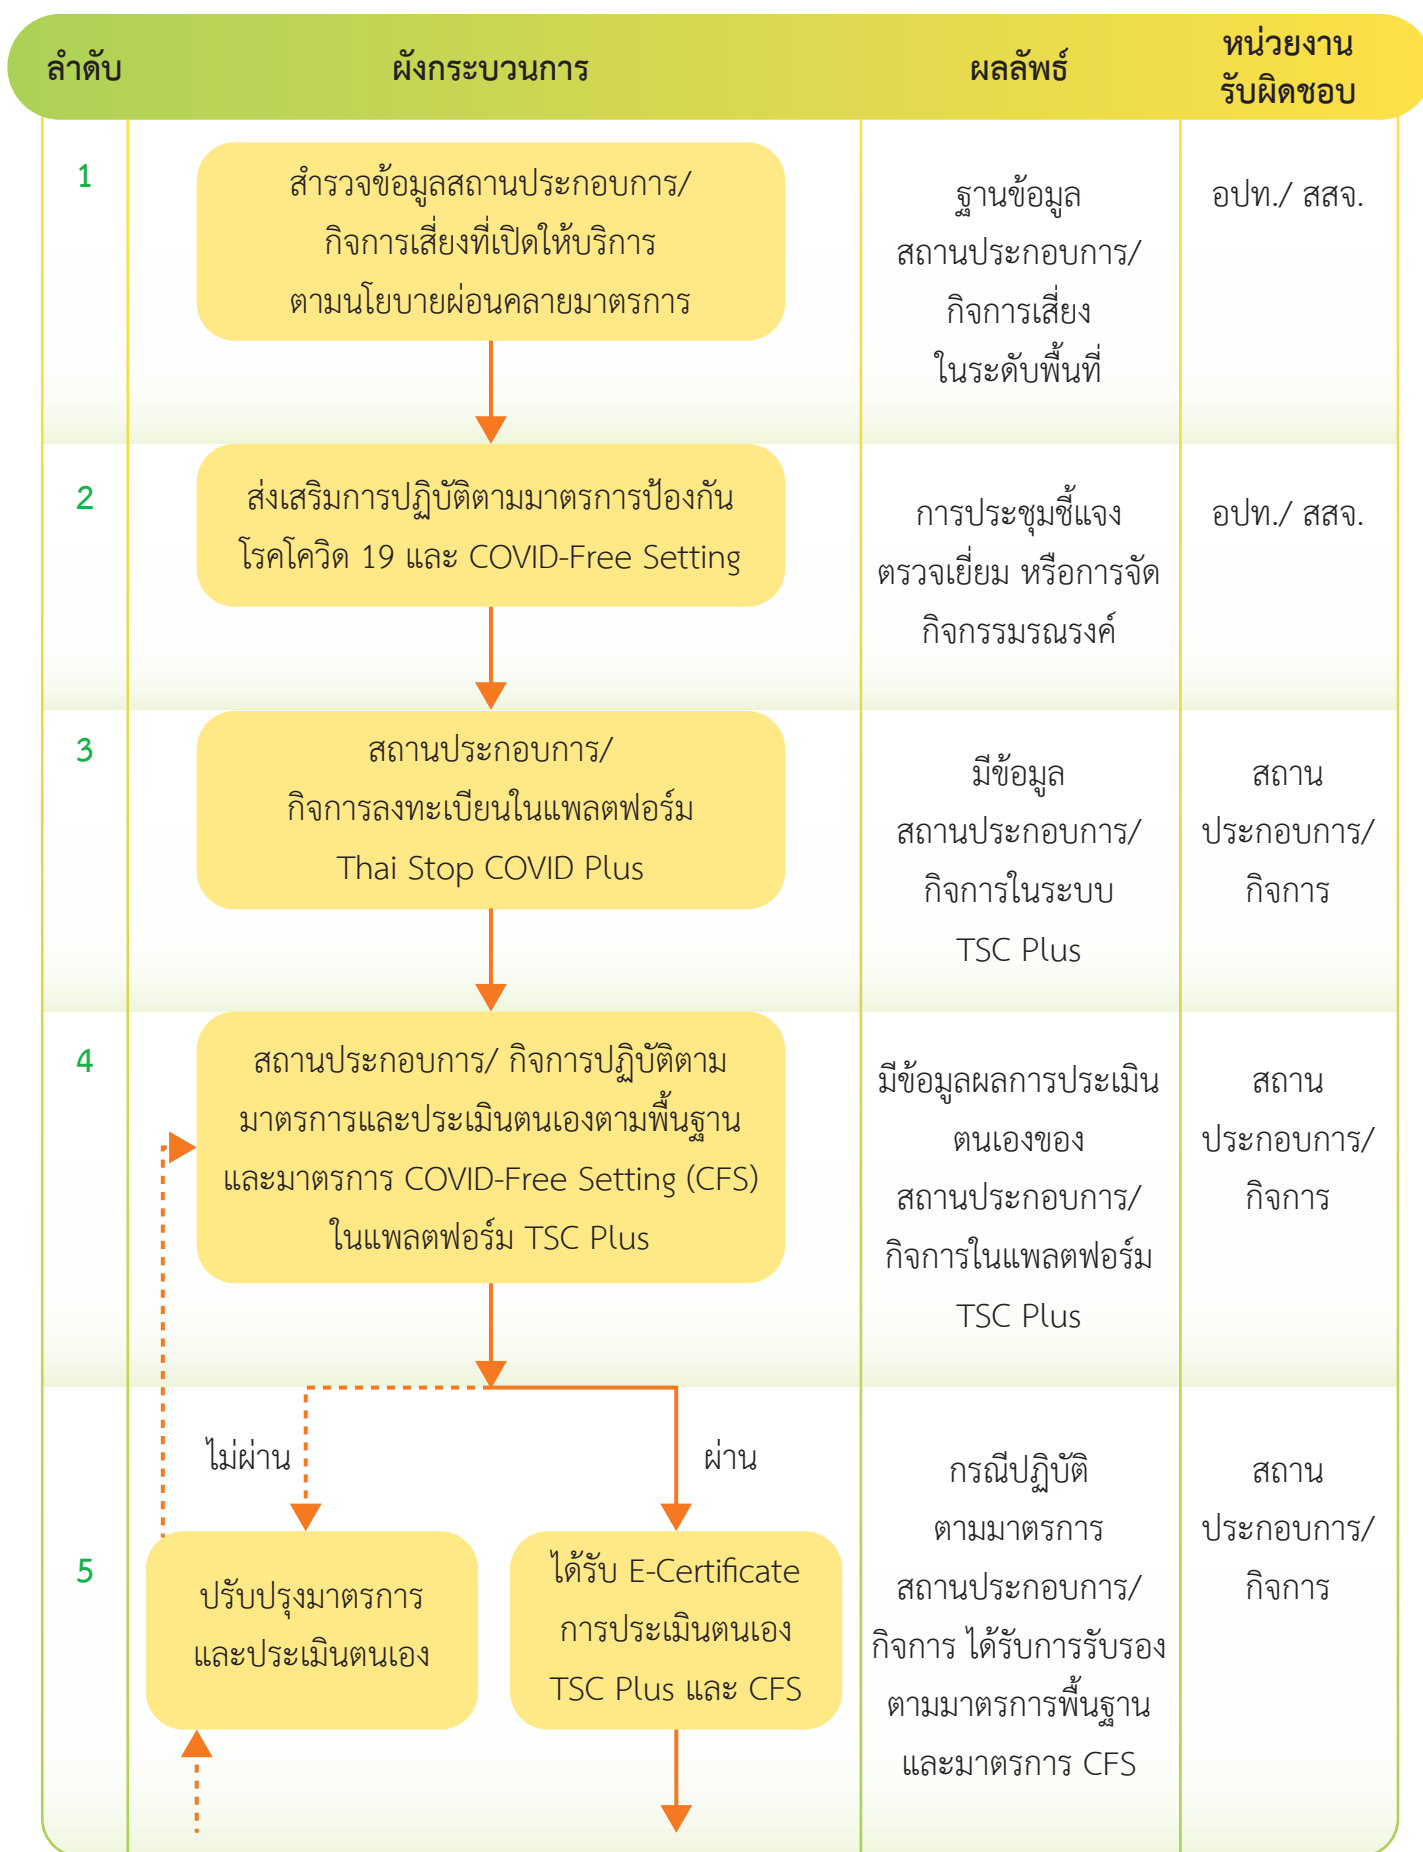 ลำดับ
ผังกระบวนการ
ผลลัพธ์
หน่วยงาน
รับผิดชอบ
1
สำรวจข้อมูลสถานประกอบการ/
กิจการเสี่ยงที่เปิดให้บริการ
ตามนโยบายผ่อนคลายมาตรการ
ฐานข้อมูล
สถานประกอบการ/
กิจการเสี่ยง
ในระดับพื้นที่
อปท./ สสจ.
2
ส่งเสริมการปฏิบัติตามมาตรการป้องกัน
โรคโควิด 19 และ COVID-Free Setting
การประชุมชี้แจง
ตรวจเยี่ยม หรือการจัด
กิจกรรมรณรงค์
อปท./ สสจ.
3
สถานประกอบการ/
กิจการลงทะเบียนในแพลตฟอร์ม
Thai Stop COVID Plus
มีข้อมูล
สถานประกอบการ/
กิจการในระบบ
TSC Plus
สถาน
ประกอบการ/
กิจการ
4
สถานประกอบการ/ กิจการปฏิบัติตาม
มาตรการและประเมินตนเองตามพื้นฐาน
และมาตรการ COVID-Free Setting (CFS)
ในแพลตฟอร์ม TSC Plus
มีข้อมูลผลการประเมิน
ตนเองของ
สถานประกอบการ/
กิจการในแพลตฟอร์ม
TSC Plus
สถาน
ประกอบการ/
กิจการ
5
ไม่ผ่าน
ผ่าน
ปรับปรุงมาตรการ
และประเมินตนเอง
ได้รับ E-Certificate
การประเมินตนเอง
TSC Plus และ CFS
กรณีปฏิบัติ
ตามมาตรการ
สถานประกอบการ/
กิจการ ได้รับการรับรอง
ตามมาตรการพื้นฐาน
และมาตรการ CFS
สถาน
ประกอบการ/
กิจการ